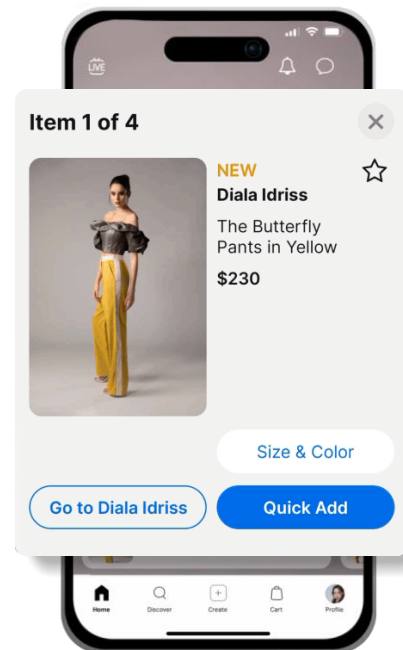 LIVE
Item 1 of 4
NEW
Diala Idriss
The Butterfly
Pants in Yellow
$230
Size & Color
Go to Diala Idriss
Quick Add
Home
Discover
Create
Cart
Profile